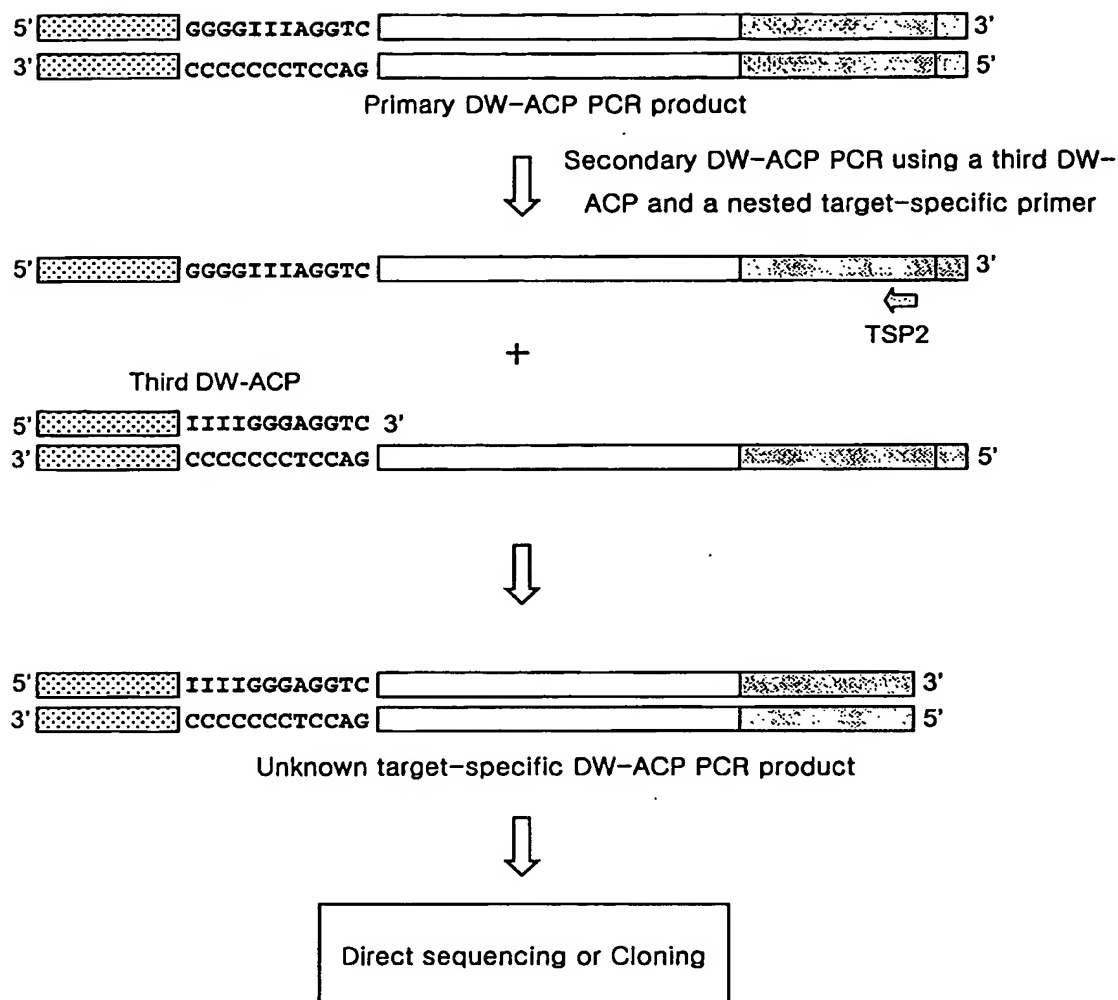 5' GGGGIIIAGGTC 3'
3' CCCCCCCTCCAG 5'
Primary DW-ACP PCR product
Secondary DW-ACP PCR using a third DW-
ACP and a nested target-specific primer
5' GGGGIIIAGGTC 3'
TSP2
+
Third DW-ACP
5' IIIIGGGAGGTC 3'
3' CCCCCCCTCCAG 5'
5' IIIIGGGAGGTC 3'
3' CCCCCCCTCCAG 5'
Unknown target-specific DW-ACP PCR product
Direct sequencing or Cloning